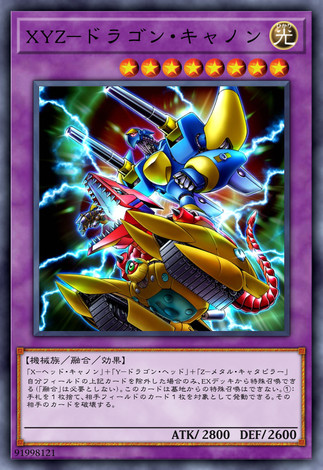 XYZ－ドラゴン・キャノン
光
【機械族／融合／効果】
「X－ヘッド・キャノン」＋「Y－ドラゴン・ヘッド」＋「Z－メタル・キャタピラー」
自分フィールドの上記カードを除外した場合のみ、EXデッキから特殊召喚できる
（「融合」は必要としない）。このカードは墓地からの特殊召喚はできない。①：
手札を１枚捨て、相手フィールドのカード１枚を対象として発動できる。その
相手のカードを破壊する。
ATK/ 2800 DEF/2600
91998121